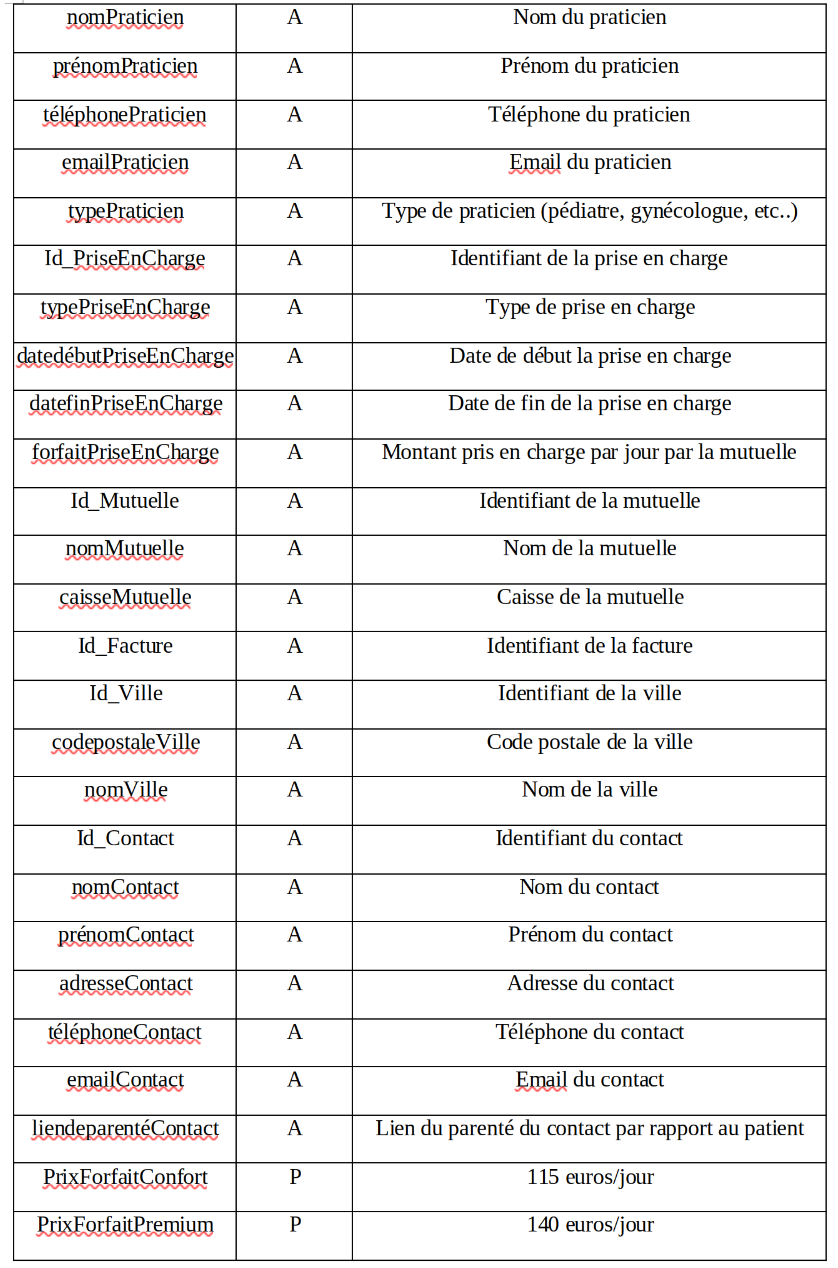 nomPraticien A Nom du praticien
prénomPraticien A Prénom du praticien
téléphonePraticien A Téléphone du praticien
emailPraticien A Email du praticien
typePraticien A Type de praticien (pédiatre, gynécologue, etc..)
Id_PriseEnCharge A Identifiant de la prise en charge
typePriseEnCharge A Type de prise en charge
datedébutPriseEnCharge A Date de début la prise en charge
datefinPriseEnCharge A Date de fin de la prise en charge
forfaitPriseEnCharge A Montant pris en charge par jour par la mutuelle
Id_Mutuelle A Identifiant de la mutuelle
nomMutuelle A Nom de la mutuelle
caisseMutuelle A Caisse de la mutuelle
Id_Facture A Identifiant de la facture
Id_Ville A Identifiant de la ville
codepostaleVille A Code postale de la ville
nomVille A Nom de la ville
Id_Contact A Identifiant du contact
nomContact A Nom du contact
prénomContact A Prénom du contact
adresseContact A Adresse du contact
téléphoneContact A Téléphone du contact
emailContact A Email du contact
liendeparentéContact A Lien du parenté du contact par rapport au patient
PrixForfaitConfort P 115 euros/jour
PrixForfaitPremium P 140 euros/jour